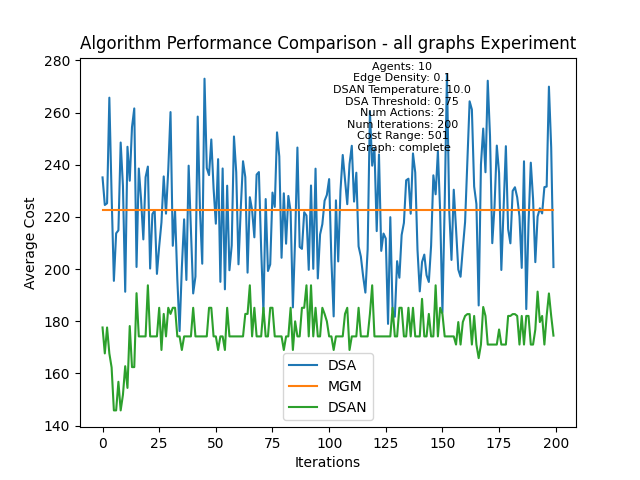 Algorithm Performance Comparison - all graphs Experiment
Agents: 10
Edge Density: 0.1
DSAN Temperature: 10.0
DSA Threshold: 0.75
Num Actions: 2
Num Iterations: 200
Cost Range: 501
Graph: complete
280
260
240
220
200
180
160
140
Average Cost
DSA
MGM
DSAN
0
25
50
75
100
125
150
175
200
Iterations